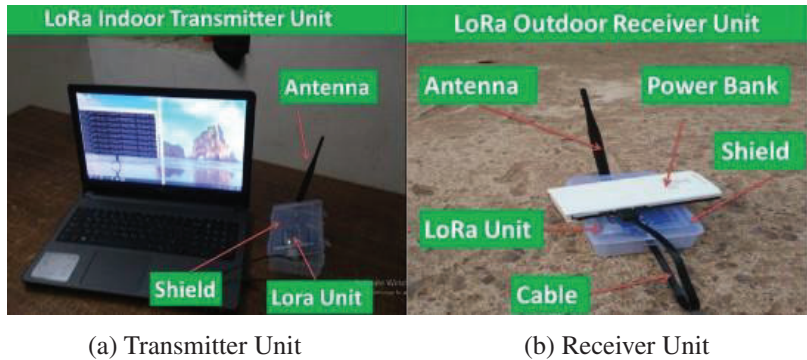 LoRa Indoor Transmitter Unit
Antenna
Shield
Lora Unit
LoRa Outdoor Receiver Unit
Antenna
Power Bank
Shield
LoRa Unit
Cable
(a) Transmitter Unit
(b) Receiver Unit